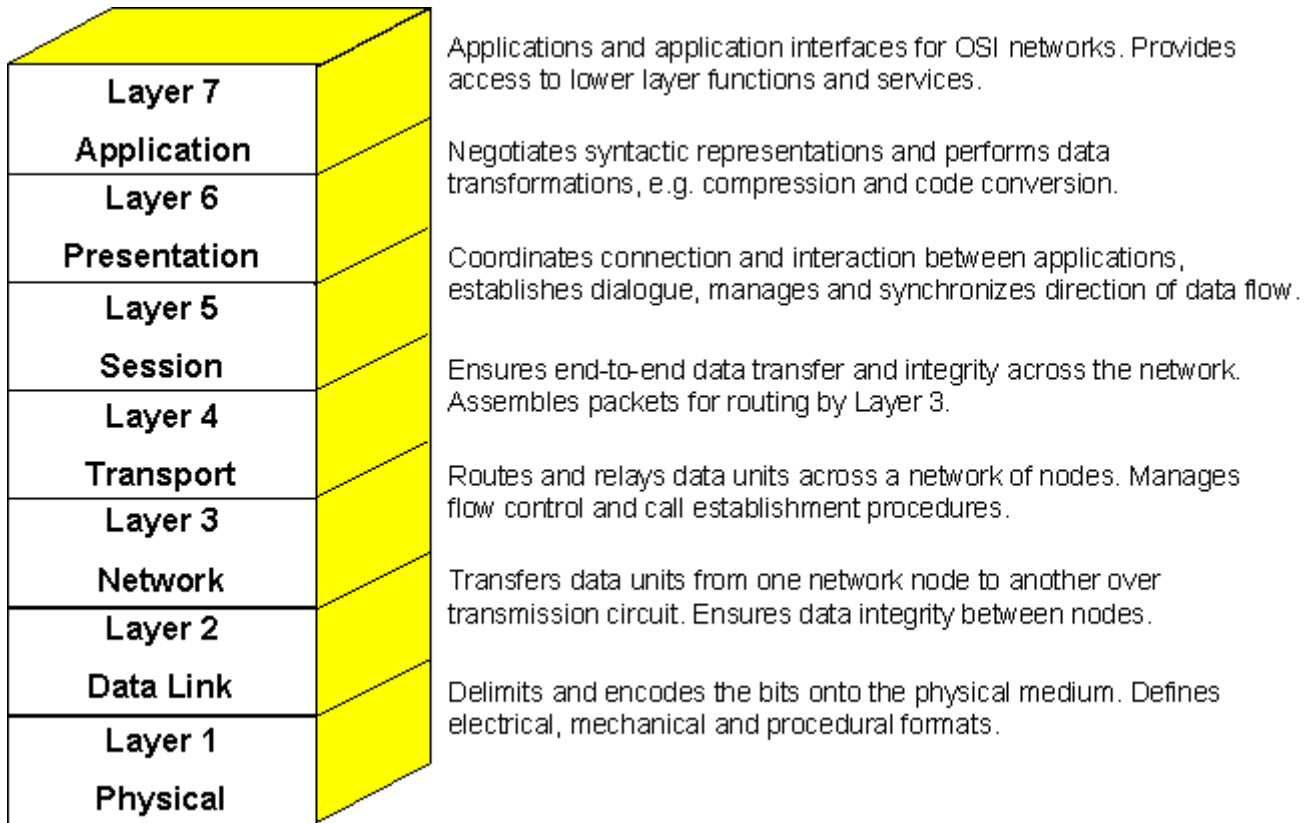 Layer 7
Application
Applications and application interfaces for OSI networks. Provides
access to lower layer functions and services.
Layer 6
Presentation
Negotiates syntactic representations and performs data
transformations, e.g. compression and code conversion.
Layer 5
Session
Coordinates connection and interaction between applications,
establishes dialogue, manages and synchronizes direction of data flow.
Layer 4
Transport
Ensures end-to-end data transfer and integrity across the network.
Assembles packets for routing by Layer 3.
Layer 3
Network
Routes and relays data units across a network of nodes. Manages
flow control and call establishment procedures.
Layer 2
Data Link
Transfers data units from one network node to another over
transmission circuit. Ensures data integrity between nodes.
Layer 1
Physical
Delimits and encodes the bits onto the physical medium. Defines
electrical, mechanical and procedural formats.